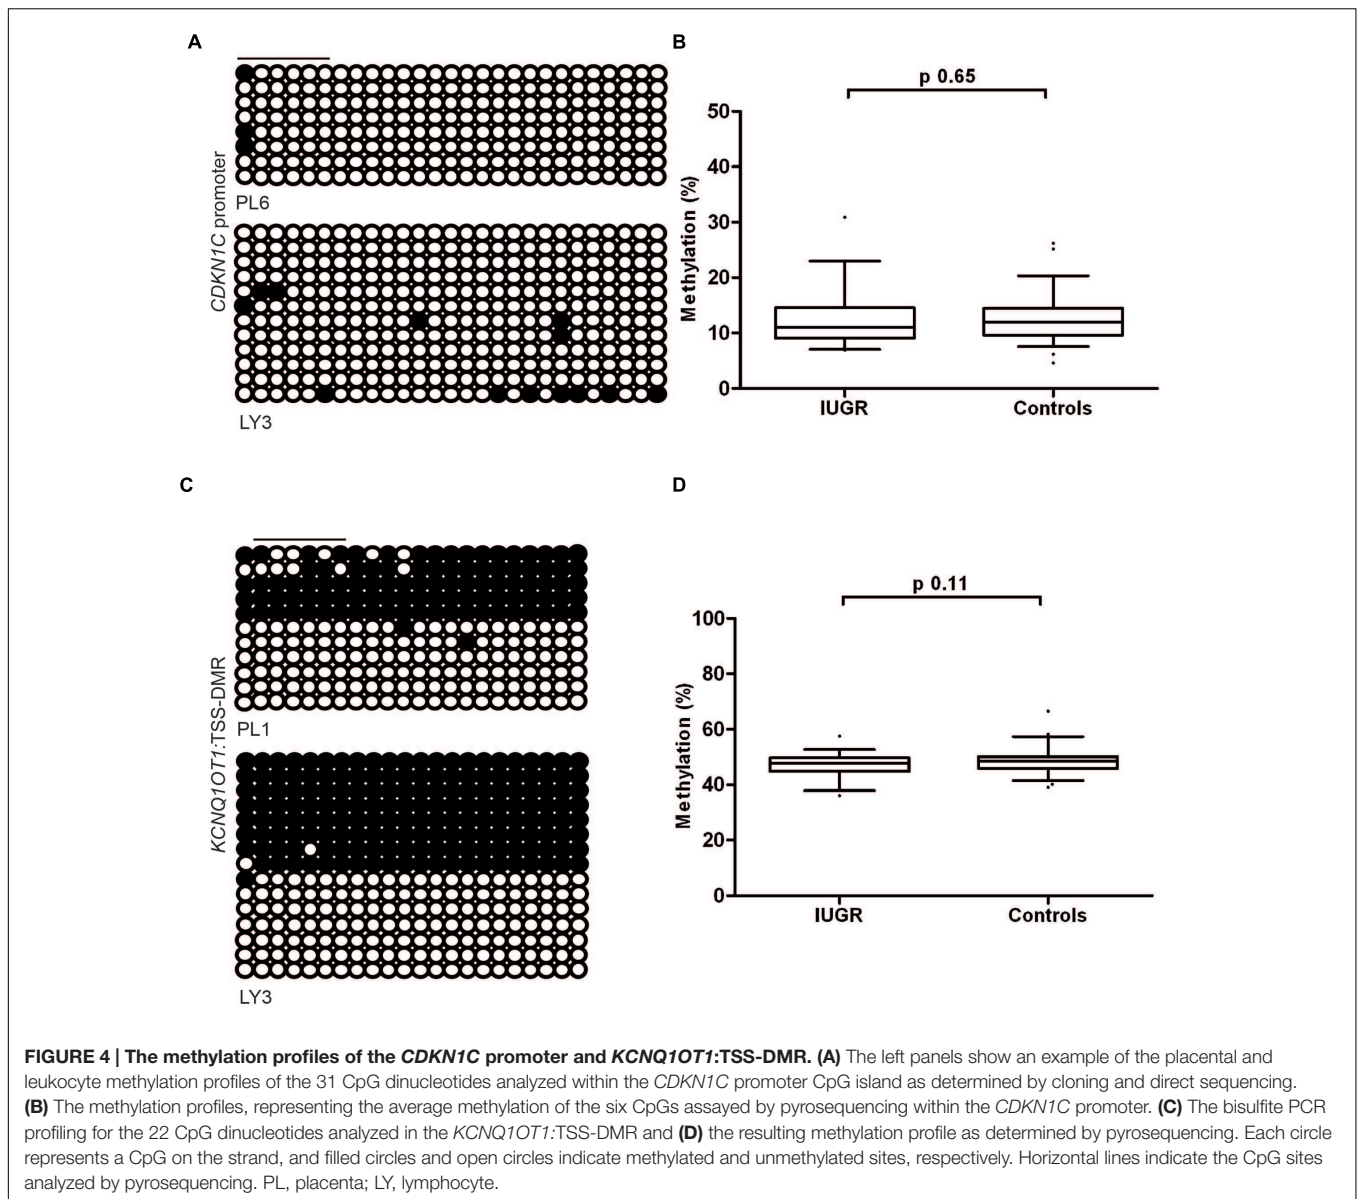 A
CDKN1C promoter
PL6
LY3
B
p 0.65
Methylation (%)
50
40
30
20
10
0
IUGR
Controls
C
KCNQ1OT1:TSS-DMR
PL1
LY3
D
p 0.11
Methylation (%)
100
80
60
40
20
0
IUGR
Controls
FIGURE 4 | The methylation profiles of the CDKN1C promoter and KCNQ1OT1:TSS-DMR. (A) The left panels show an example of the placental and
leukocyte methylation profiles of the 31 CpG dinucleotides analyzed within the CDKN1C promoter CpG island as determined by cloning and direct sequencing.
(B) The methylation profiles, representing the average methylation of the six CpGs assayed by pyrosequencing within the CDKN1C promoter. (C) The bisulfite PCR
profiling for the 22 CpG dinucleotides analyzed in the KCNQ1OT1:TSS-DMR and (D) the resulting methylation profile as determined by pyrosequencing. Each circle
represents a CpG on the strand, and filled circles and open circles indicate methylated and unmethylated sites, respectively. Horizontal lines indicate the CpG sites
analyzed by pyrosequencing. PL, placenta; LY, lymphocyte.